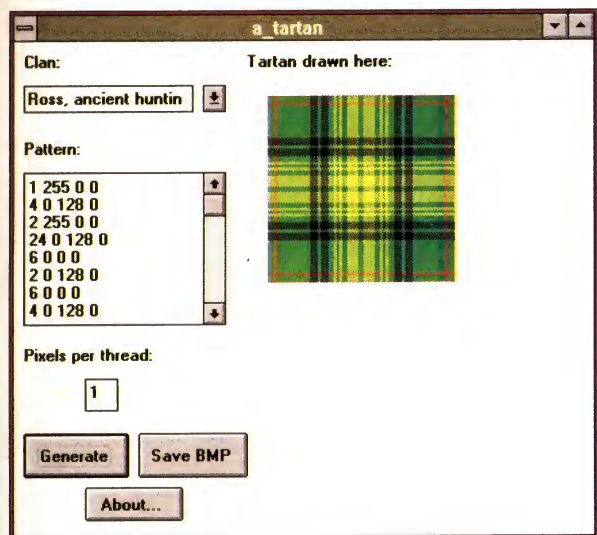 a_tartan
Clan:
Ross, ancient huntin
Pattern:
1 255 0 0
4 0 128 0
2 255 0 0
24 0 128 0
6 0 0 0
2 0 128 0
6 0 0 0
4 0 128 0
Pixels per thread:
1
Generate
Save BMP
About...
Tartan drawn here: